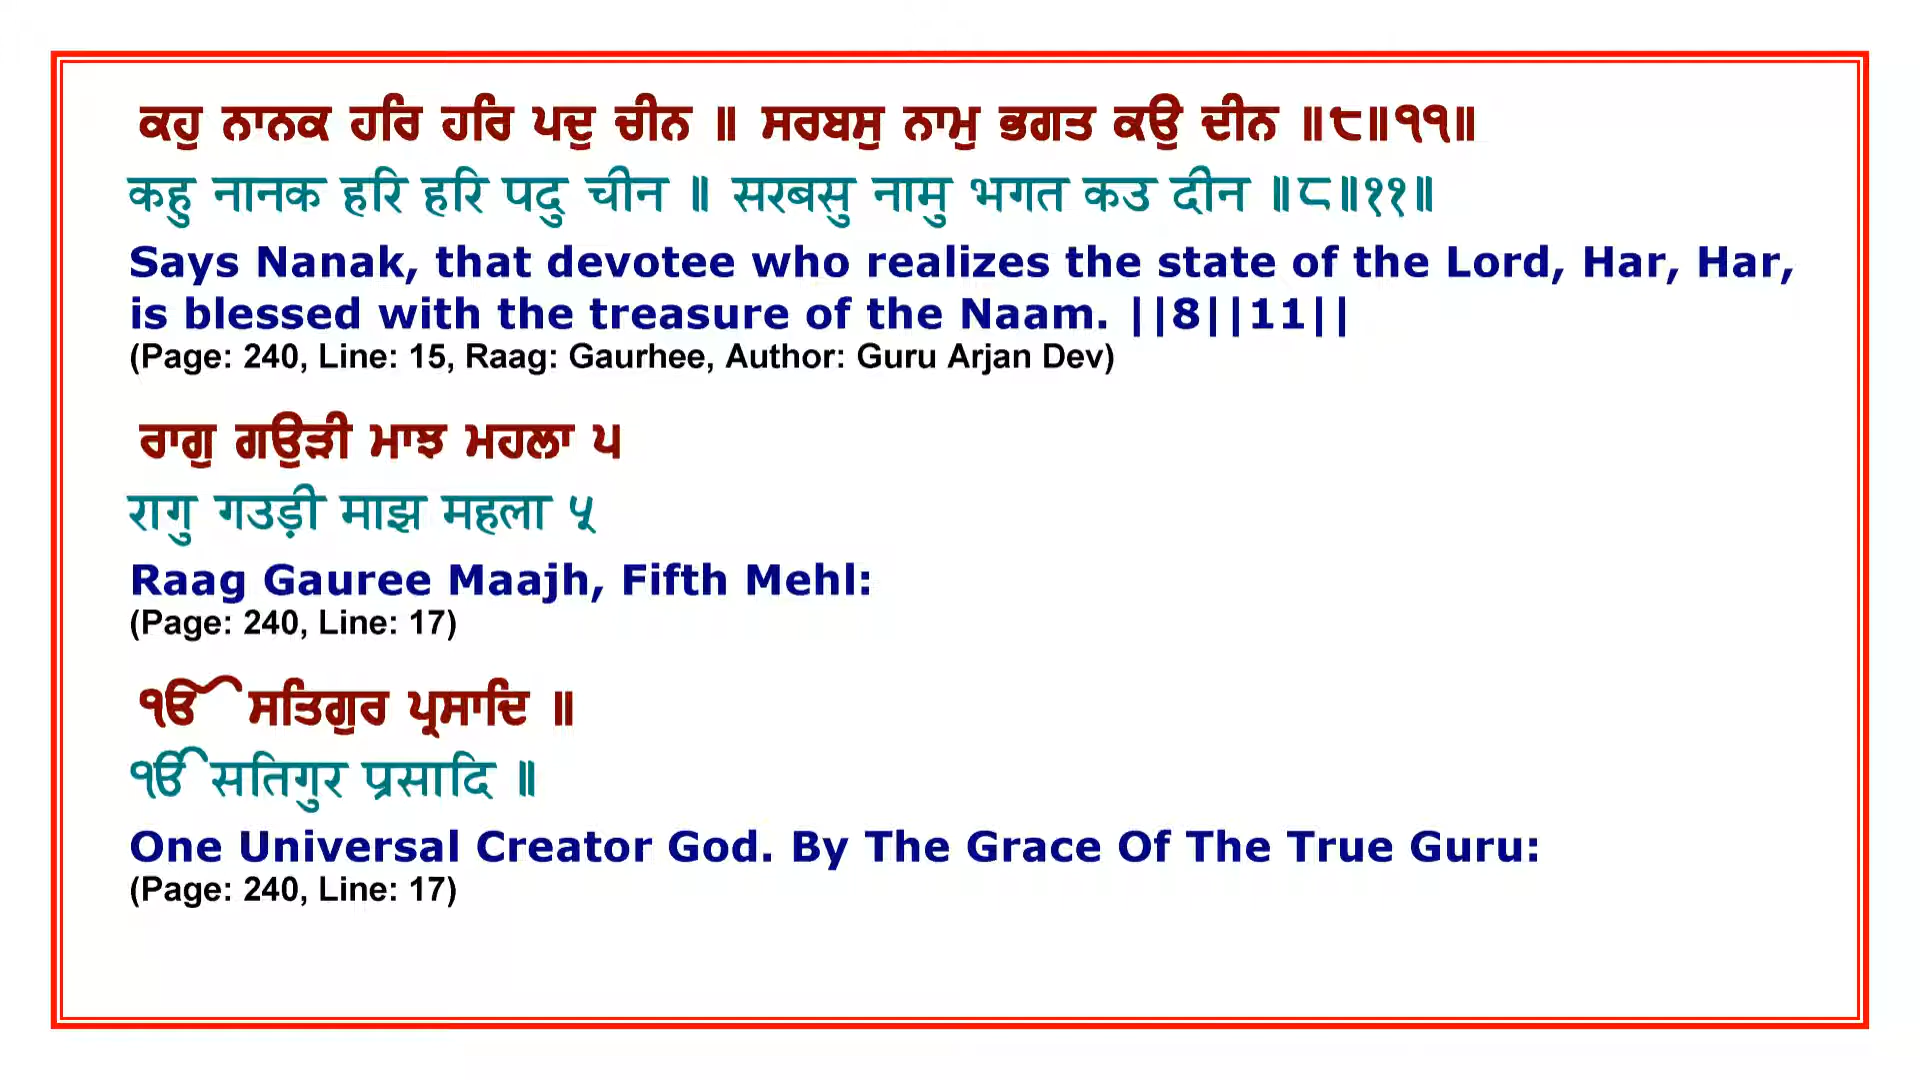 ਕਹੁ ਨਾਨਕ ਹਰਿ ਹਰਿ ਪਦੁ ਚੀਨ ॥ ਸਰਬਸੁ ਨਾਮੁ ਭਗਤ ਕਉ ਦੀਨ ॥੮॥੧੧॥
कहु नानक हरि हरि पदु चीन ॥ सरबसु नामु भगत कउ दीन ॥८॥११॥
Says Nanak, that devotee who realizes the state of the Lord, Har, Har,
is blessed with the treasure of the Naam. ||8||11||
(Page: 240, Line: 15, Raag: Gaurhee, Author: Guru Arjan Dev)
ਰਾਗੁ ਗਉੜੀ ਮਾਝ ਮਹਲਾ ੫
रागु गउड़ी माझ महला ५
Raag Gauree Maajh, Fifth Mehl:
(Page: 240, Line: 17)
ੴ ਸਤਿਗੁਰ ਪ੍ਰਸਾਦਿ ॥
ੴ सतिगुर प्रसादि ॥
One Universal Creator God. By The Grace Of The True Guru:
(Page: 240, Line: 17)